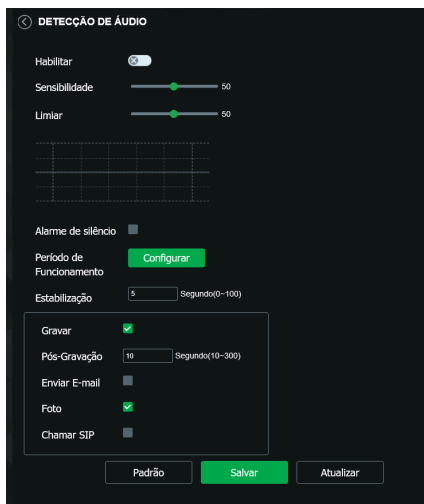 DETECÇÃO DE ÁUDIO
Habilitar
Sensibilidade 50
Limiar 50
Alarme de silêncio
Período de Configurar
Funcionamento
Estabilização 5 Segundo(0~100)
Gravar
Pós-Gravação 10 Segundo(10~300)
Enviar E-mail
Foto
Chamar SIP
Padrão Salvar Atualizar